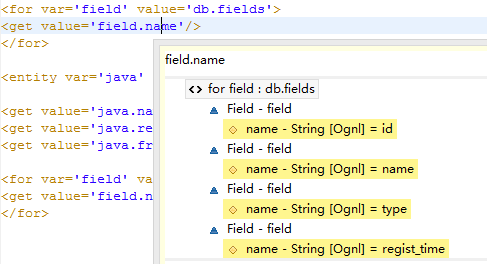 <for var='field' value='db.fields'>
<get value='field.name'/>
</for>
<entity var='java'
<get value='java.na
<get value='java.re
<get value='java.fr
<for var='field' va
<get value='field.n
</for>
field.name
<> for field : db.fields
Field - field
name - String [Ognl] = id
Field - field
name - String [Ognl] = name
Field - field
name - String [Ognl] = type
Field - field
name - String [Ognl] = regist_time